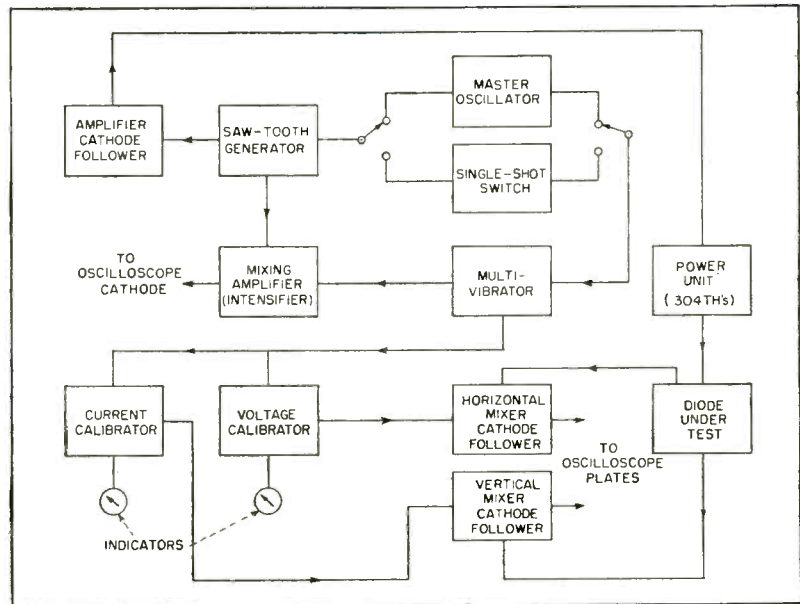 MASTER
OSCILLATOR
AMPLIFIER
CATHODE
FOLLOWER
SAW-TOOTH
GENERATOR
SINGLE-SHOT
SWITCH
TO
OSCILLOSCOPE
CATHODE
MIXING
AMPLIFIER
(INTENSIFIER)
MULTI-
VIBRATOR
POWER
UNIT
(304TH'S)
CURRENT
CALIBRATOR
VOLTAGE
CALIBRATOR
HORIZONTAL
MIXER
CATHODE
FOLLOWER
DIODE
UNDER
TEST
TO
OSCILLOSCOPE
PLATES
VERTICAL
MIXER
CATHODE
FOLLOWER
INDICATORS